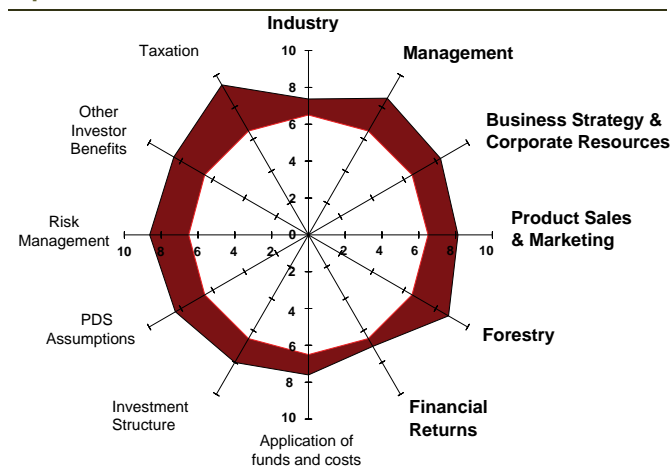 Industry
10
Taxation
Management
8
Other
Investor
Benefits
6
Business Strategy &
Corporate Resources
4
2
Risk
Management
10 8 6 4 2 0 2 4 6 8 10
Product Sales
& Marketing
2
PDS
Assumptions
4
Forestry
6
8
Investment
Structure
Financial
Returns
10
Application of
funds and costs